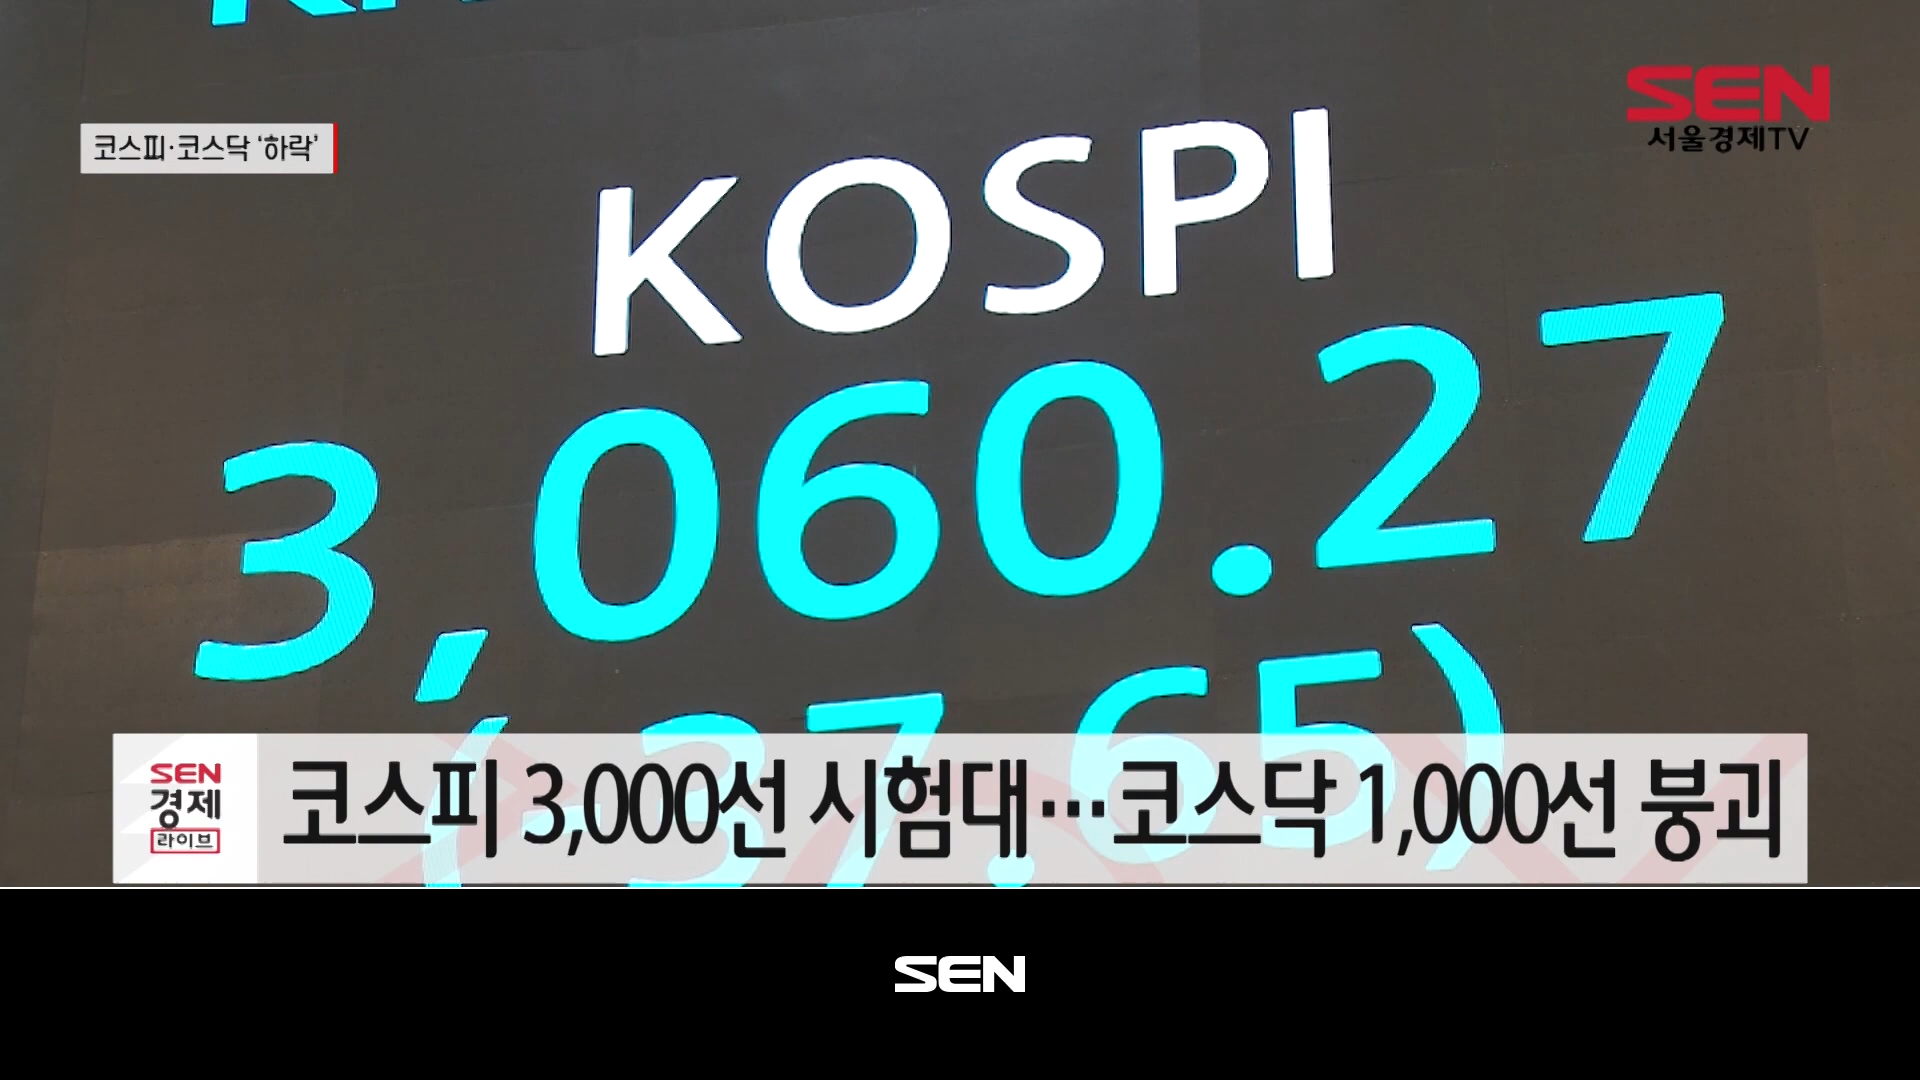 SEN
서울경제TV
코스피·코스닥 ‘하락’
KOSPI
3,060.27
37.65)
SEN
경제
라이브
코스피 3,000선 시험대…코스닥 1,000선 붕괴
SEN